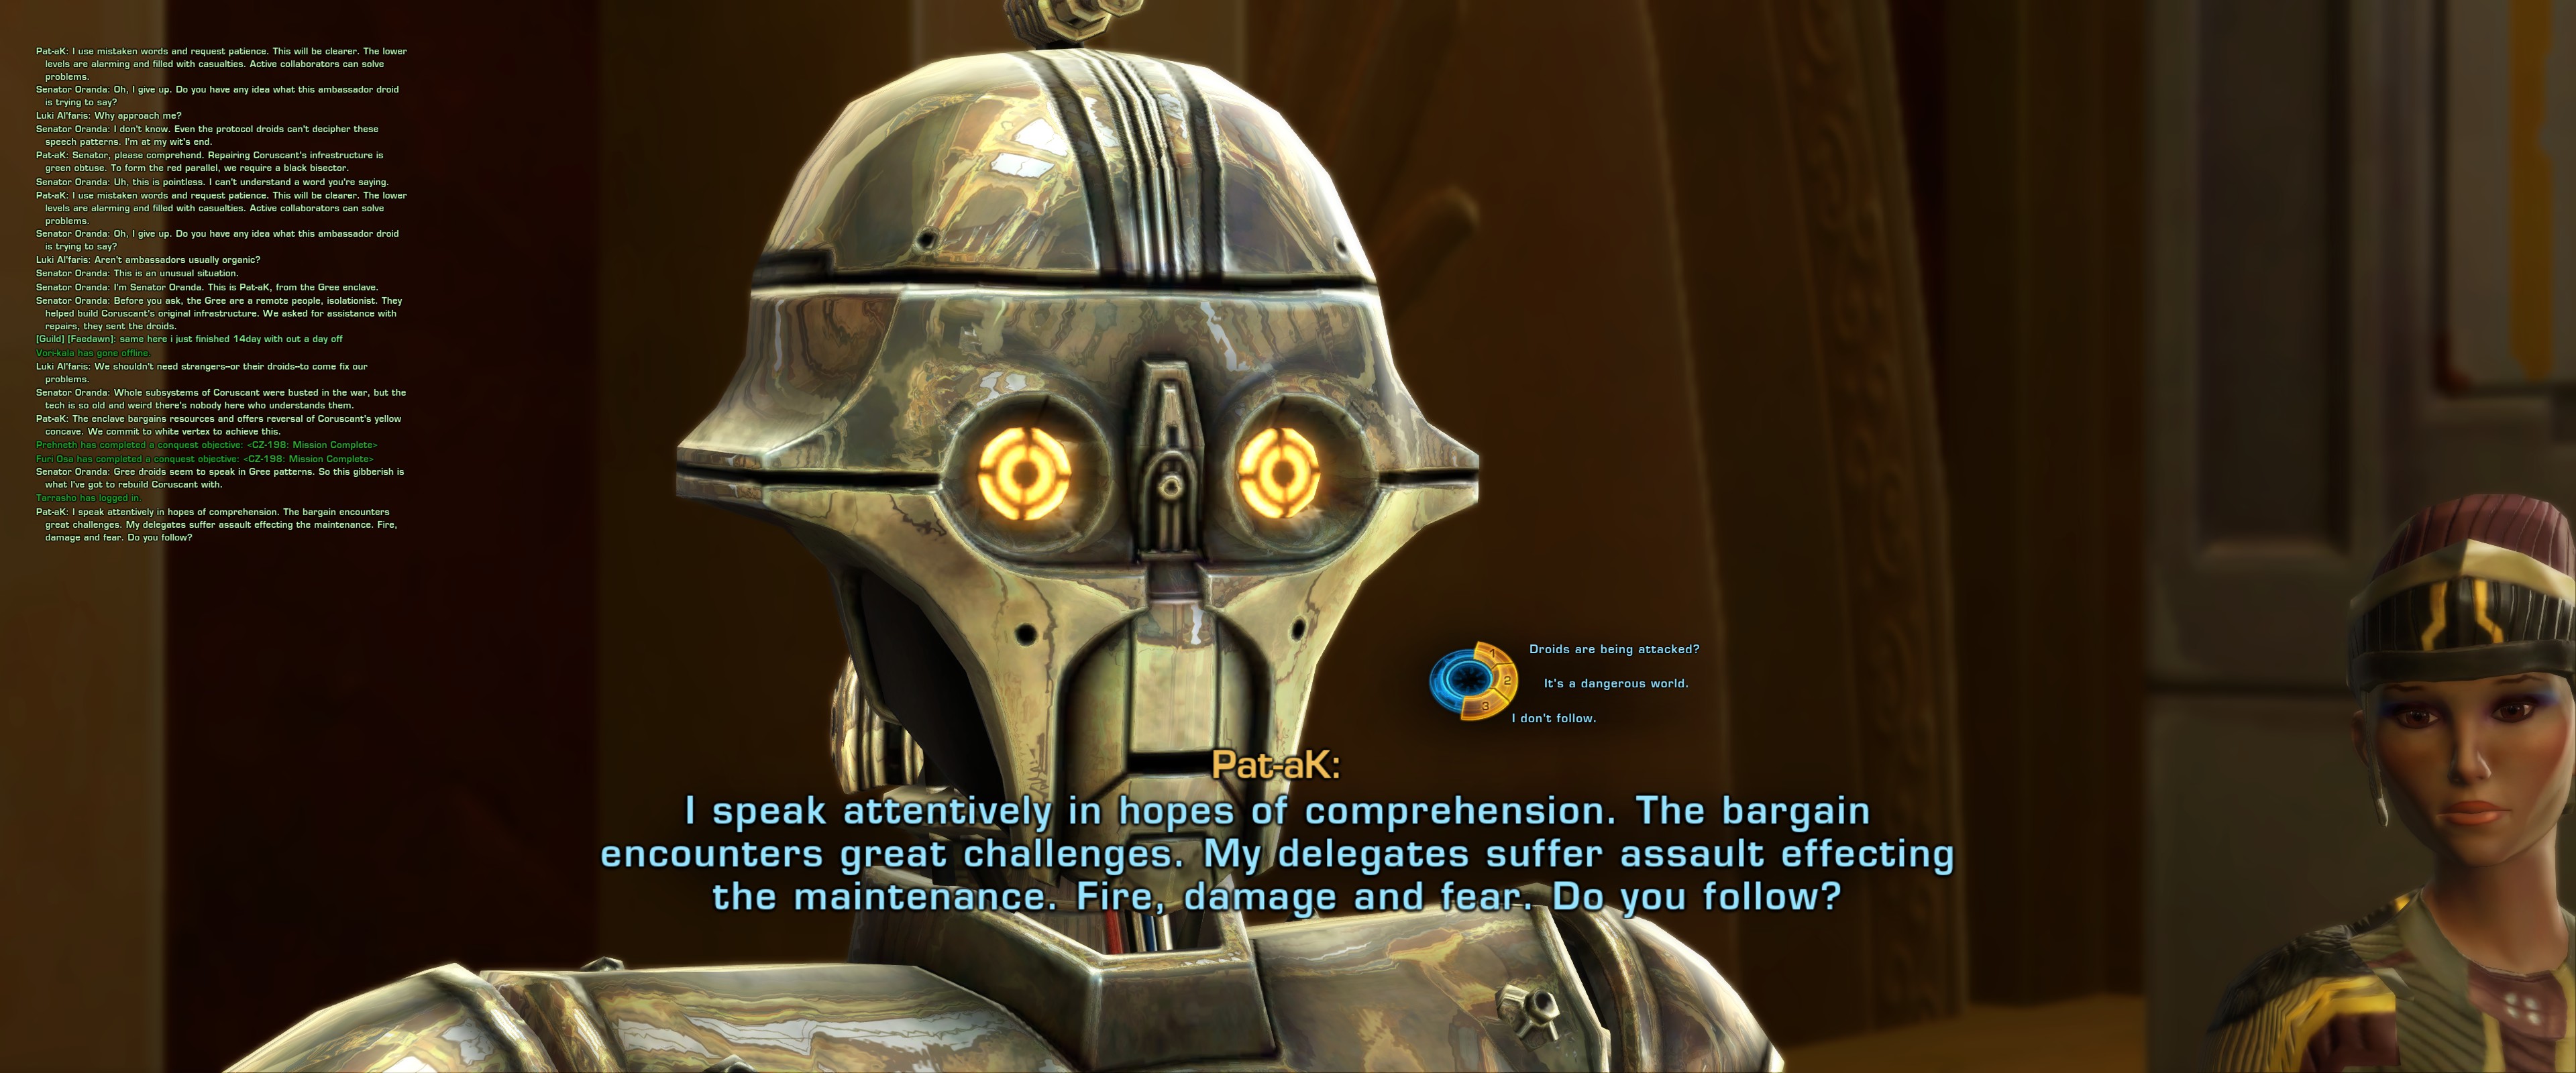 Pat-aK: I use mistaken words and request patience. This will be clearer. The lower
levels are alarming and filled with casualties. Active collaborators can solve
problems.
Senator Oranda: Oh, I give up. Do you have any idea what this ambassador droid
is trying to say?
Luki Al'faris: Why approach me?
Senator Oranda: I don't know. Even the protocol droids can't decipher these
speech patterns. I'm at my wit's end.
Pat-aK: Senator, please comprehend. Repairing Coruscant's infrastructure is
green obtuse. To form the red parallel, we require a black bisector.
Senator Oranda: Uh, this is pointless. I can't understand a word you're saying.
Pat-aK: I use mistaken words and request patience. This will be clearer. The lower
levels are alarming and filled with casualties. Active collaborators can solve
problems.
Senator Oranda: Oh, I give up. Do you have any idea what this ambassador droid
is trying to say?
Luki Al'faris: Aren't ambassadors usually organic?
Senator Oranda: This is an unusual situation.
Senator Oranda: I'm Senator Oranda. This is Pat-aK, from the Gree enclave.
Senator Oranda: Before you ask, the Gree are a remote people, isolationist. They
helped build Coruscant's original infrastructure. We asked for assistance with
repairs, they sent the droids.
[Guild] [Faedawn]: same here i just finished 14day with out a day off
Vori-kala has gone offline.
Luki Al'faris: We shouldn't need strangers–or their droids–to come fix our
problems.
Senator Oranda: Whole subsystems of Coruscant were busted in the war, but the
tech is so old and weird there's nobody here who understands them.
Pat-aK: The enclave bargains resources and offers reversal of Coruscant's yellow
concave. We commit to white vertex to achieve this.
Prehneth has completed a conquest objective: <CZ-198: Mission Complete>
Furi Osa has completed a conquest objective: <CZ-198: Mission Complete>
Senator Oranda: Gree droids seem to speak in Gree patterns. So this gibberish is
what I've got to rebuild Coruscant with.
Tarrasho has logged in.
Pat-aK: I speak attentively in hopes of comprehension. The bargain encounters
great challenges. My delegates suffer assault effecting the maintenance. Fire,
damage and fear. Do you follow?
1 Droids are being attacked?
2 It's a dangerous world.
3 I don't follow.
Pat-aK:
I speak attentively in hopes of comprehension. The bargain
encounters great challenges. My delegates suffer assault effecting
the maintenance. Fire, damage and fear. Do you follow?